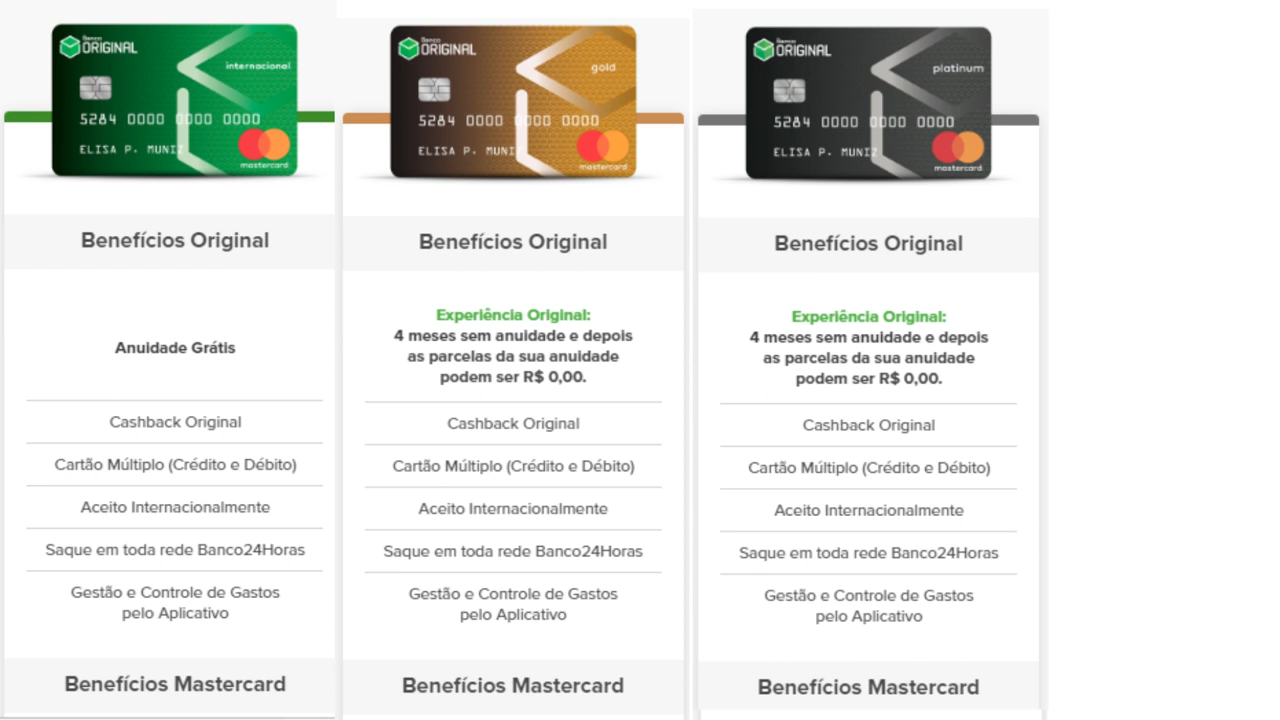 Banco
ORIGINAL
internacional
5284 0000 0000 0000
ELISA P. MUNIZ
mastercard
Benefícios Original
Anuidade Grátis
Cashback Original
Cartão Múltiplo (Crédito e Débito)
Aceito Internacionalmente
Saque em toda rede Banco24Horas
Gestão e Controle de Gastos
pelo Aplicativo
Benefícios Mastercard
Banco
ORIGINAL
gold
5284 0000 0000 0000
ELISA P. MUNIZ
mastercard
Benefícios Original
Experiência Original:
4 meses sem anuidade e depois
as parcelas da sua anuidade
podem ser R$ 0,00.
Cashback Original
Cartão Múltiplo (Crédito e Débito)
Aceito Internacionalmente
Saque em toda rede Banco24Horas
Gestão e Controle de Gastos
pelo Aplicativo
Benefícios Mastercard
Banco
ORIGINAL
platinum
5284 0000 0000 0000
ELISA P. MUNIZ
mastercard
Benefícios Original
Experiência Original:
4 meses sem anuidade e depois
as parcelas da sua anuidade
podem ser R$ 0,00.
Cashback Original
Cartão Múltiplo (Crédito e Débito)
Aceito Internacionalmente
Saque em toda rede Banco24Horas
Gestão e Controle de Gastos
pelo Aplicativo
Benefícios Mastercard